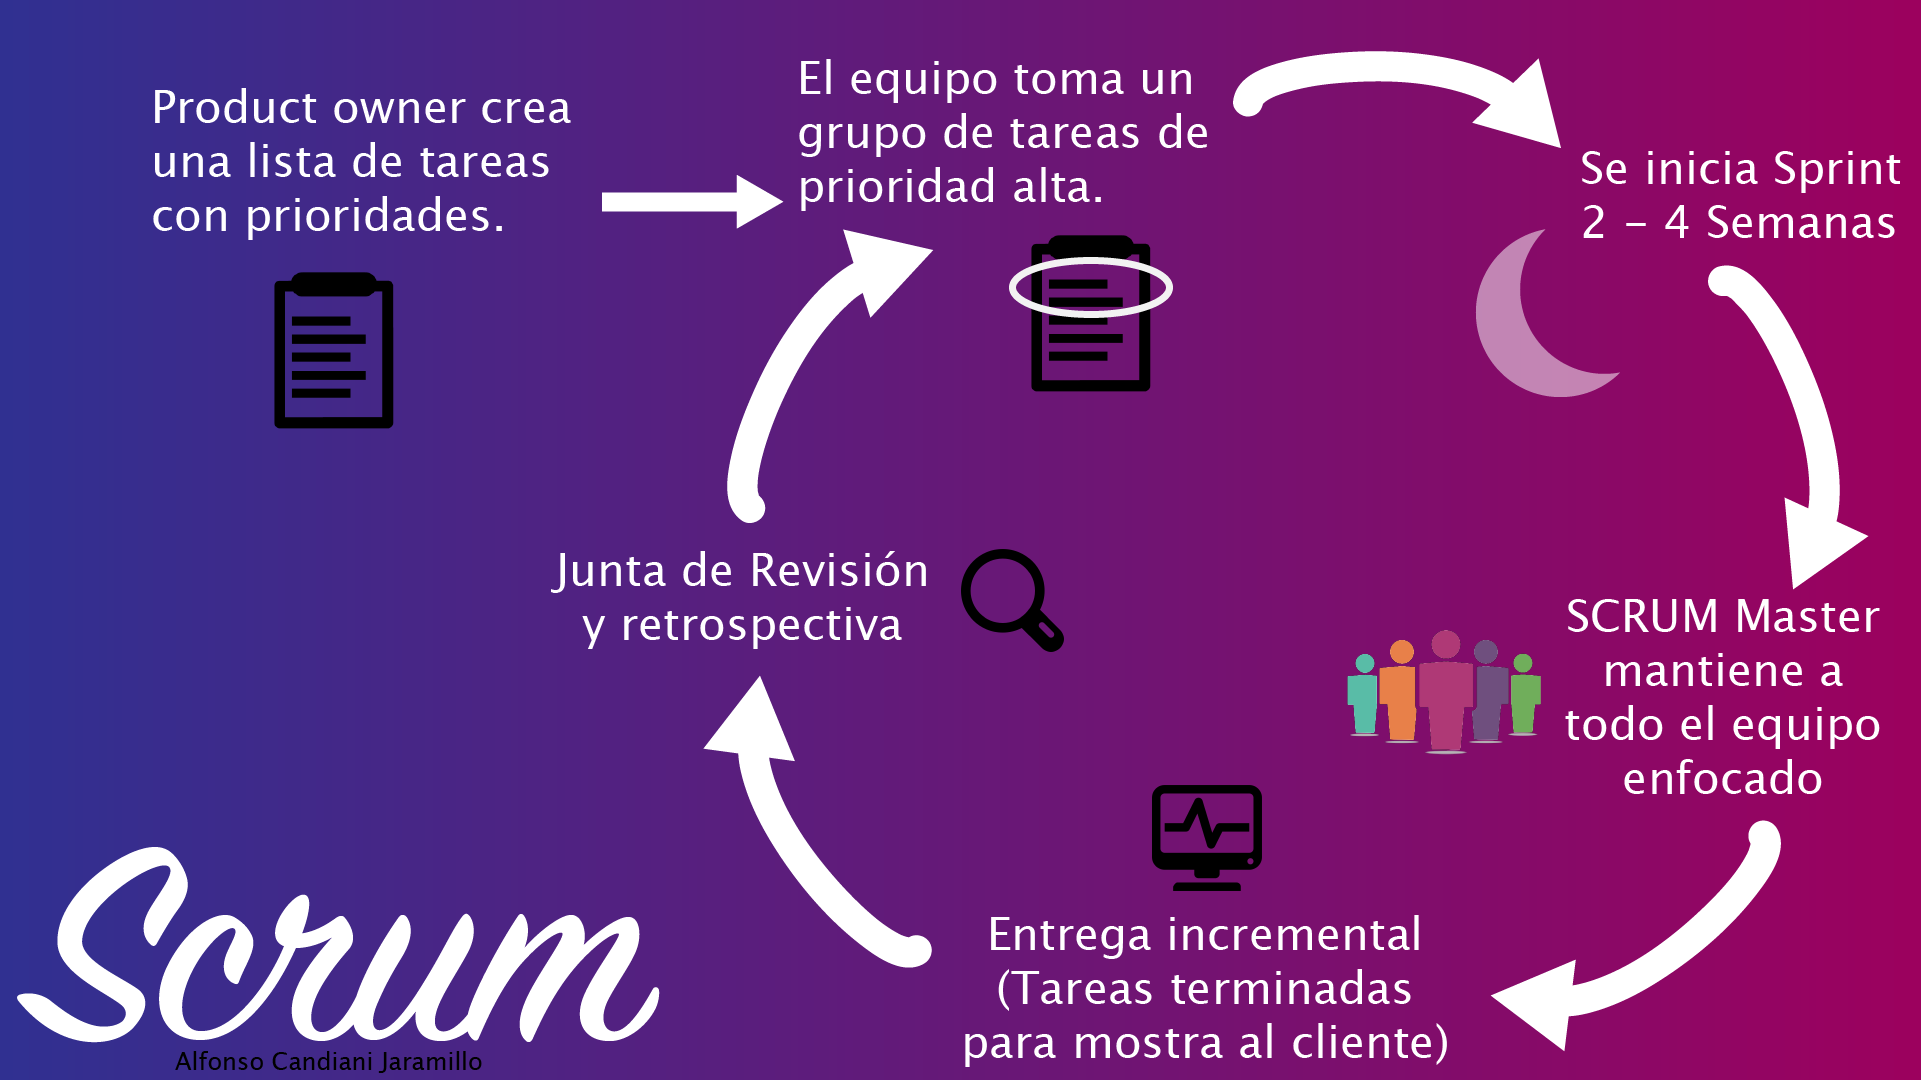 Product owner crea
una lista de tareas
con prioridades.
El equipo toma un
grupo de tareas de
prioridad alta.
Se inicia Sprint
2 - 4 Semanas
SCRUM Master
mantiene a
todo el equipo
enfocado
Entrega incremental
(Tareas terminadas
para mostra al cliente)
Junta de Revisión
y retrospectiva
Scrum
Alfonso Candiani Jaramillo